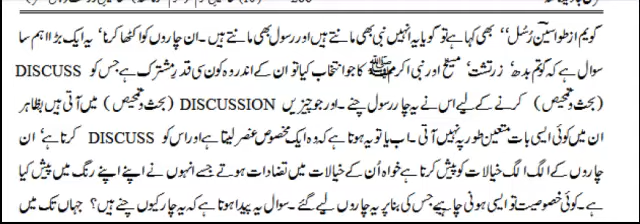 گویم از طواسین رُسل‘‘ بھی کہا ہے تو گویا یہ انہیں نبی بھی مانتے ہیں اور رسول بھی مانتے ہیں۔ ان چاروں کو اکٹھا کرنا‘ یہ ایک بڑا اہم سا
سوال ہے کہ گوتم بدھ‘ زرتشت‘ مسیحؑ اور نبی اکرم ﷺ کا جو انتخاب کیا تو ان کے اندر وہ کون سی قدرِ مشترک ہے جس کو DISCUSS
(بحث و تمحیص) کرنے کے لیے اس نے یہ چار رسول چنے۔ اور جو چیزیں DISCUSSION (بحث و تمحیص) میں آتی ہیں بظاہر
ان میں کوئی ایسی بات متعین طور پہ نہیں آتی۔ اب یا تو یہ ہوتا ہے کہ وہ ایک مخصوص عنصر لیتا ہے اور اس کو DISCUSS کرتا ہے‘ ان
چاروں کے الگ الگ خیالات کو پیش کرتا ہے خواہ اُن کے خیالات میں تضادات ہوتے جسے انہوں نے اپنے اپنے رنگ میں پیش کیا
ہے۔ کوئی خصوصیت تو ایسی ہونی چاہیے جس کی بنا پر یہ چاروں لیے گئے۔ سوال یہ پیدا ہوتا ہے کہ یہ چار کیوں چنے ہیں؟ جہاں تک میں